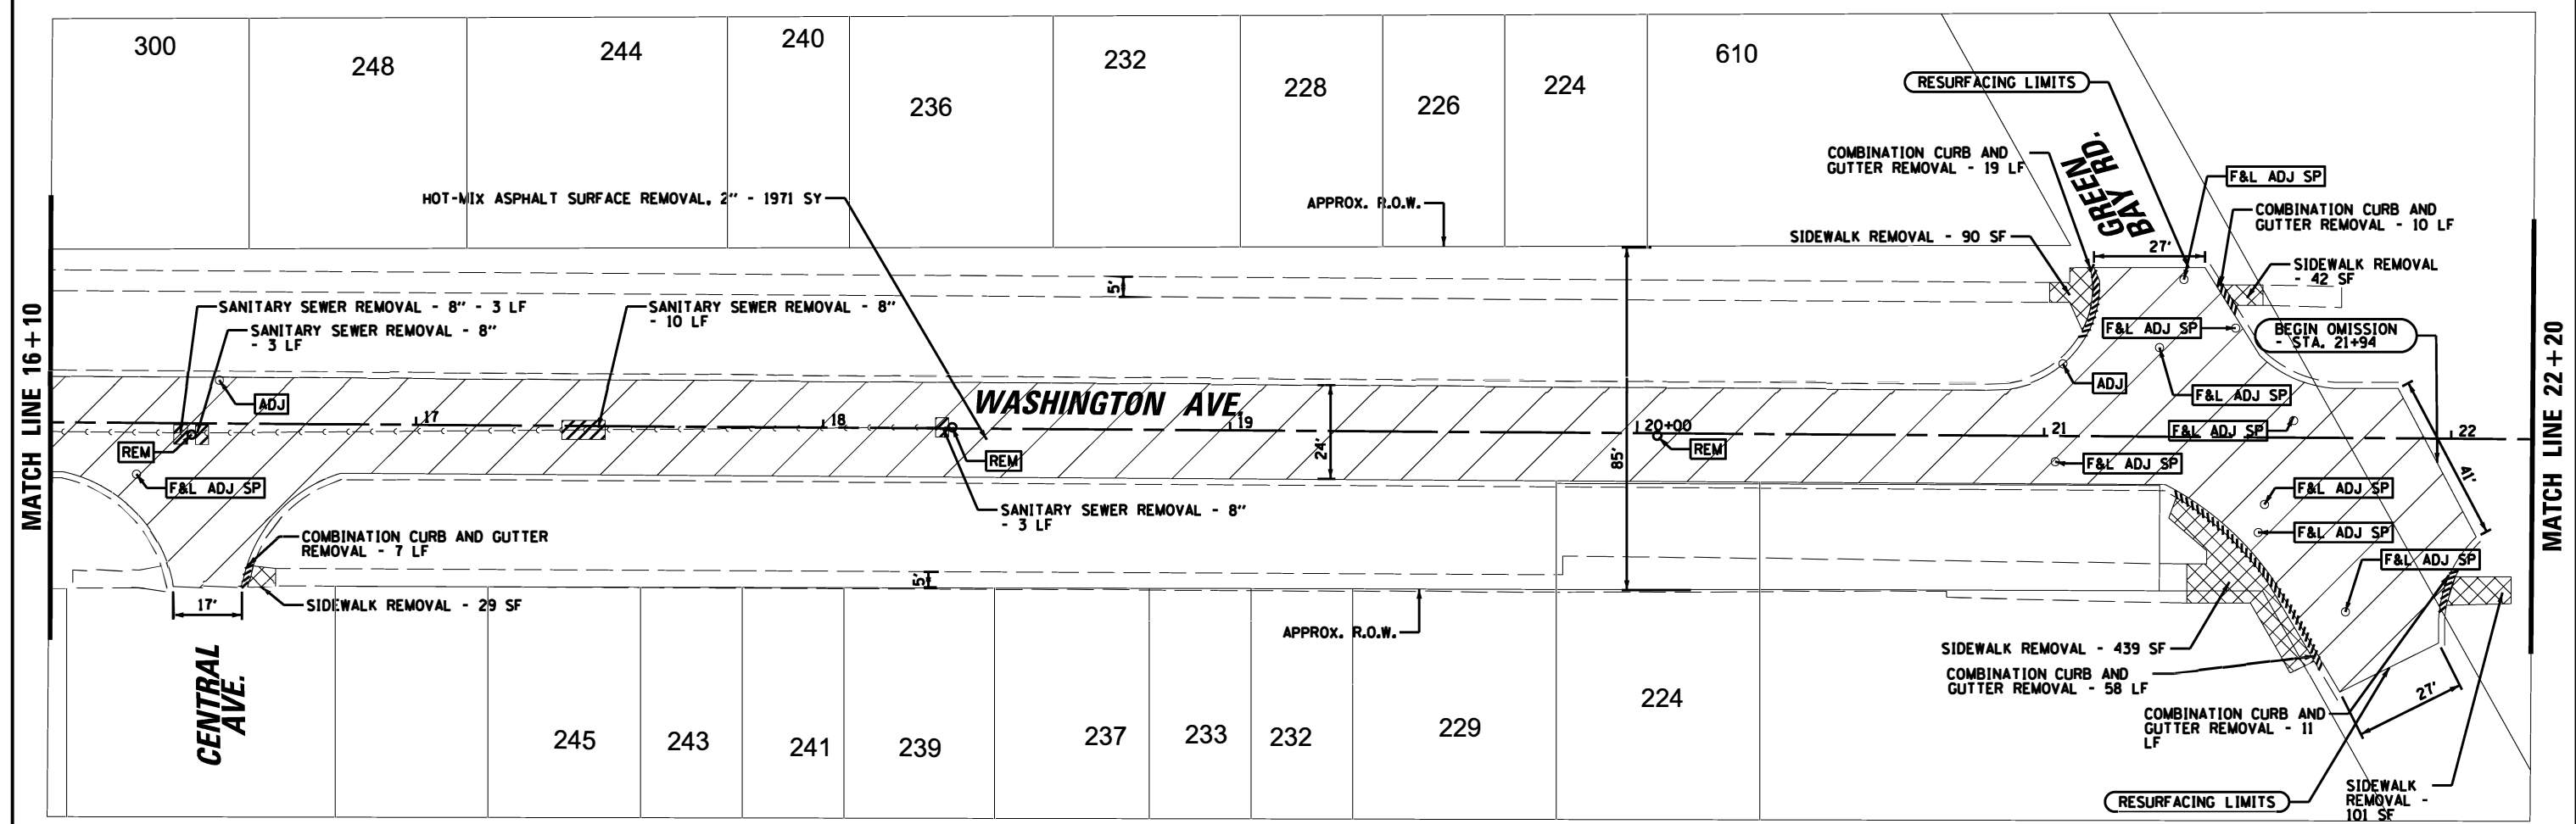 300
248
244
240
236
232
228
226
224
610
RESURFACING LIMITS
GREEN
BAY RD.
COMBINATION CURB AND
GUTTER REMOVAL - 19 LF
F&L ADJ SP
COMBINATION CURB AND
GUTTER REMOVAL - 10 LF
HOT-MIX ASPHALT SURFACE REMOVAL, 2" - 1971 SY
APPROX. R.O.W.
SIDEWALK REMOVAL - 90 SF
27'
SIDEWALK REMOVAL
- 42 SF
5'
SANITARY SEWER REMOVAL - 8" - 3 LF
SANITARY SEWER REMOVAL - 8"
- 3 LF
SANITARY SEWER REMOVAL - 8"
- 10 LF
F&L ADJ SP
BEGIN OMISSION
- STA. 21+94
MATCH LINE 16+10
MATCH LINE 22+20
ADJ
WASHINGTON AVE.
ADJ
F&L ADJ SP
17
18
19
20+00
21
F&L ADJ SP
22
REM
REM
24'
85'
REM
F&L ADJ SP
41'
F&L ADJ SP
F&L ADJ SP
SANITARY SEWER REMOVAL - 8"
- 3 LF
F&L ADJ SP
COMBINATION CURB AND GUTTER
REMOVAL - 7 LF
F&L ADJ SP
5'
17'
SIDEWALK REMOVAL - 29 SF
APPROX. R.O.W.
CENTRAL
AVE.
SIDEWALK REMOVAL - 439 SF
COMBINATION CURB AND
GUTTER REMOVAL - 58 LF
27'
COMBINATION CURB AND
GUTTER REMOVAL - 11
LF
245
243
241
239
237
233
232
229
224
RESURFACING LIMITS
SIDEWALK
REMOVAL -
101 SF